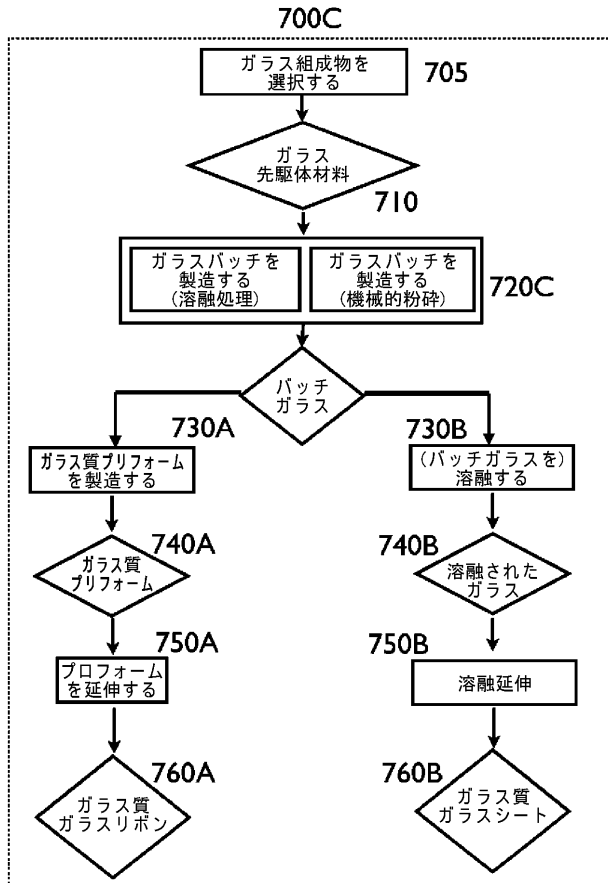 700C
ガラス組成物を
選択する
705
ガラス
先駆体材料
710
ガラスバッチを
製造する
(溶融処理)
ガラスバッチを
製造する
(機械的粉砕)
720C
バッチ
ガラス
730A
ガラス質プリフォーム
を製造する
730B
(バッチガラスを)
溶融する
740A
ガラス質
プリフォーム
740B
溶融された
ガラス
750A
プロフォーム
を延伸する
750B
溶融延伸
760A
ガラス質
ガラスリボン
760B
ガラス質
ガラスシート